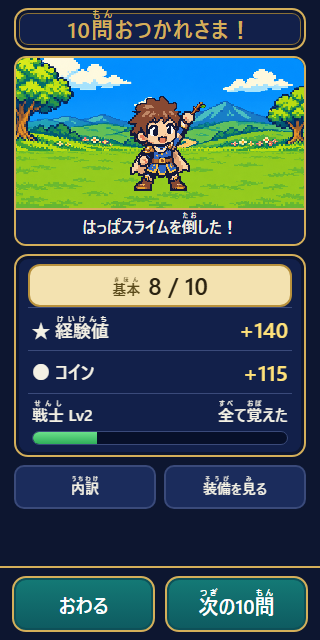 10問おつかれさま！
はっぱスライムを倒した！
基本 8 / 10
★ 経験値 +140
コイン +115
戦士 Lv2 全て覚えた
内訳 装備を見る
おわる 次の10問